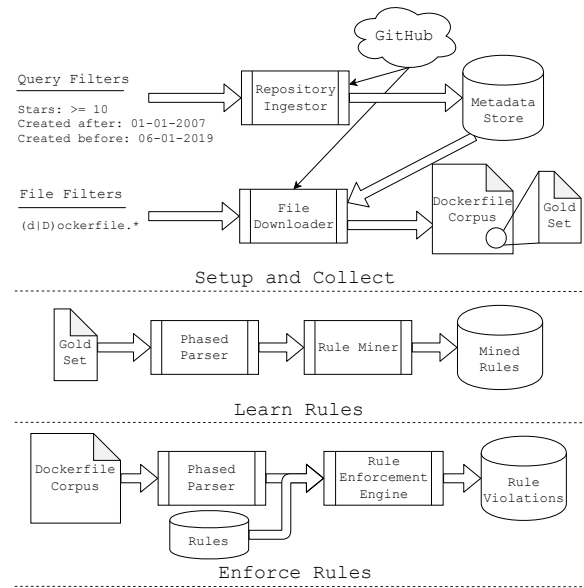 GitHub
Query Filters
Stars: >= 10
Created after: 01-01-2007
Created before: 06-01-2019
Repository
Ingestor
Metadata
Store
File Filters
(d|D)ockerfile.*
File
Downloader
Dockerfile
Corpus
Gold
Set
Setup and Collect
Gold
Set
Phased
Parser
Rule Miner
Mined
Rules
Learn Rules
Dockerfile
Corpus
Phased
Parser
Rules
Rule
Enforcement
Engine
Rule
Violations
Enforce Rules